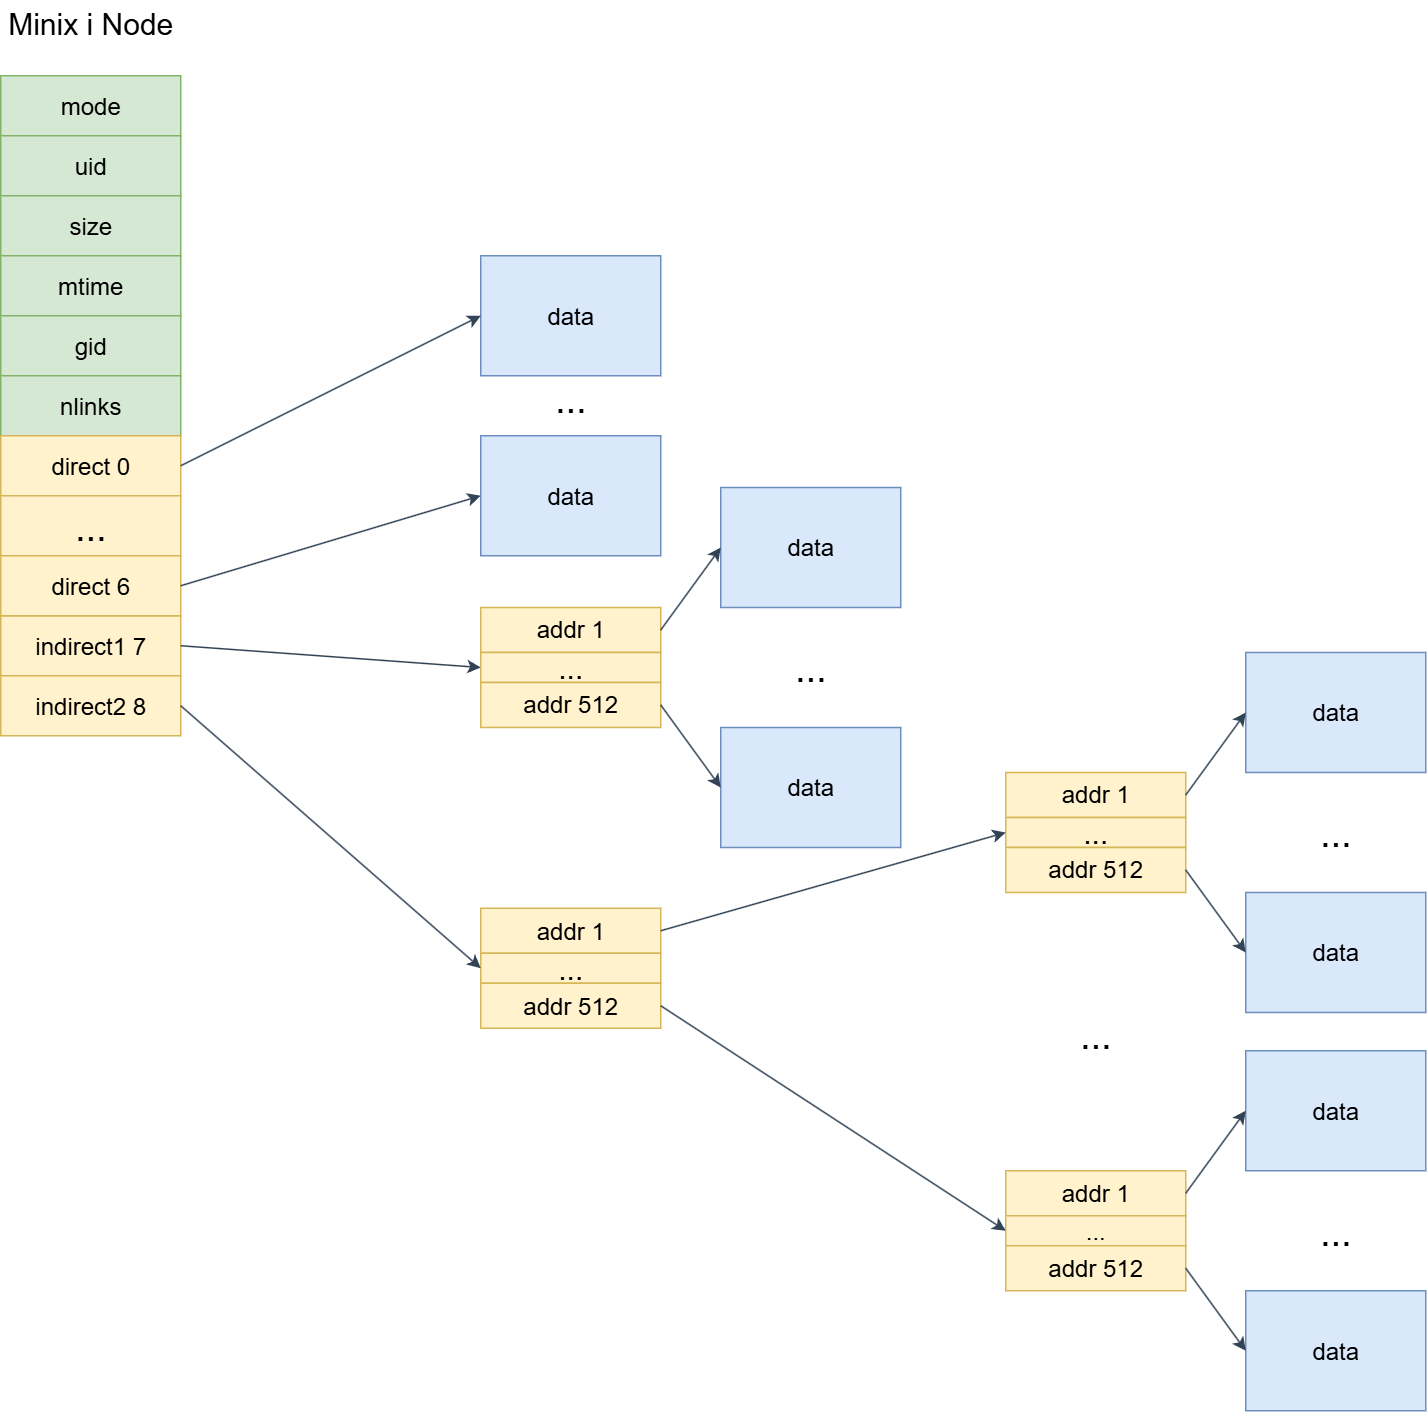 Minix i Node
mode
uid
size
mtime
gid
nlinks
direct 0
...
direct 6
indirect1 7
indirect2 8
data
...
data
addr 1
...
addr 512
data
...
data
addr 1
...
addr 512
addr 1
...
addr 512
data
...
data
...
addr 1
...
addr 512
data
...
data